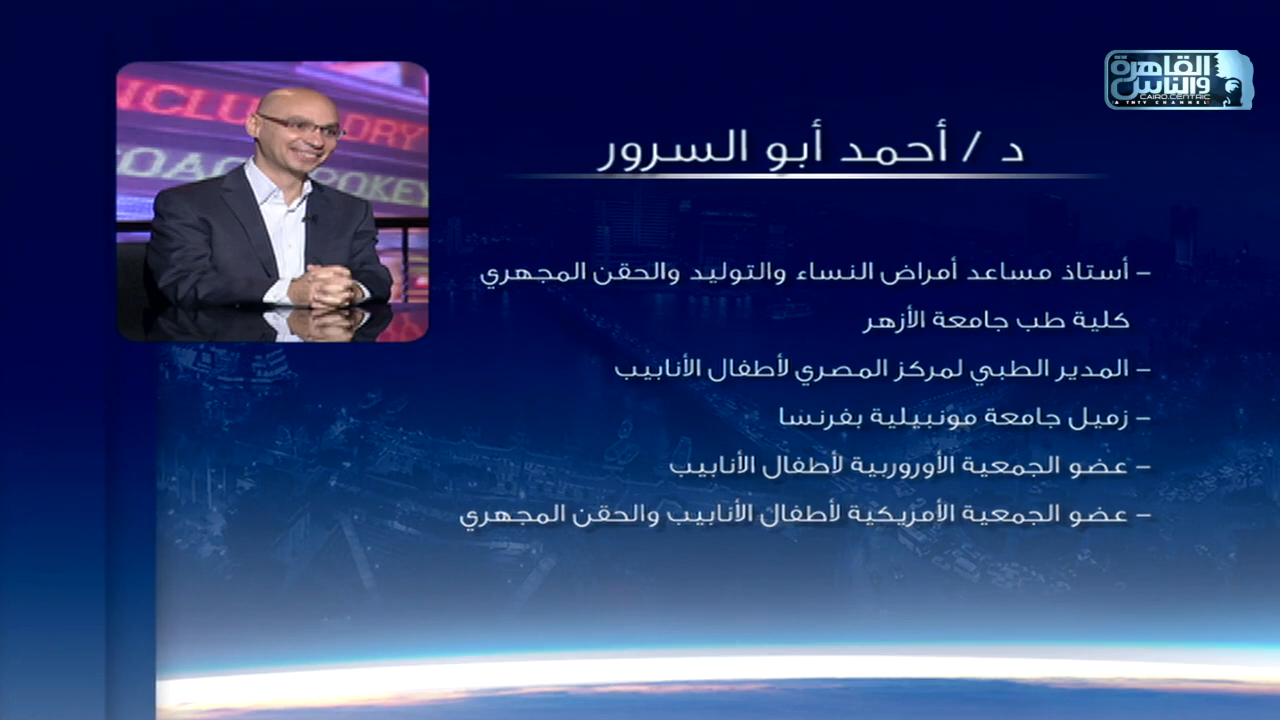 القاهرة
والناس
CAIRO.CENTRIC
A TNTV CHANNEL
د / أحمد أبو السرور
- أستاذ مساعد أمراض النساء والتوليد والحقن المجهري
كلية طب جامعة الأزهر
- المدير الطبي لمركز المصري لأطفال الأنابيب
- زميل جامعة مونبيلية بفرنسا
- عضو الجمعية الأوروربية لأطفال الأنابيب
- عضو الجمعية الأمريكية لأطفال الأنابيب والحقن المجهري